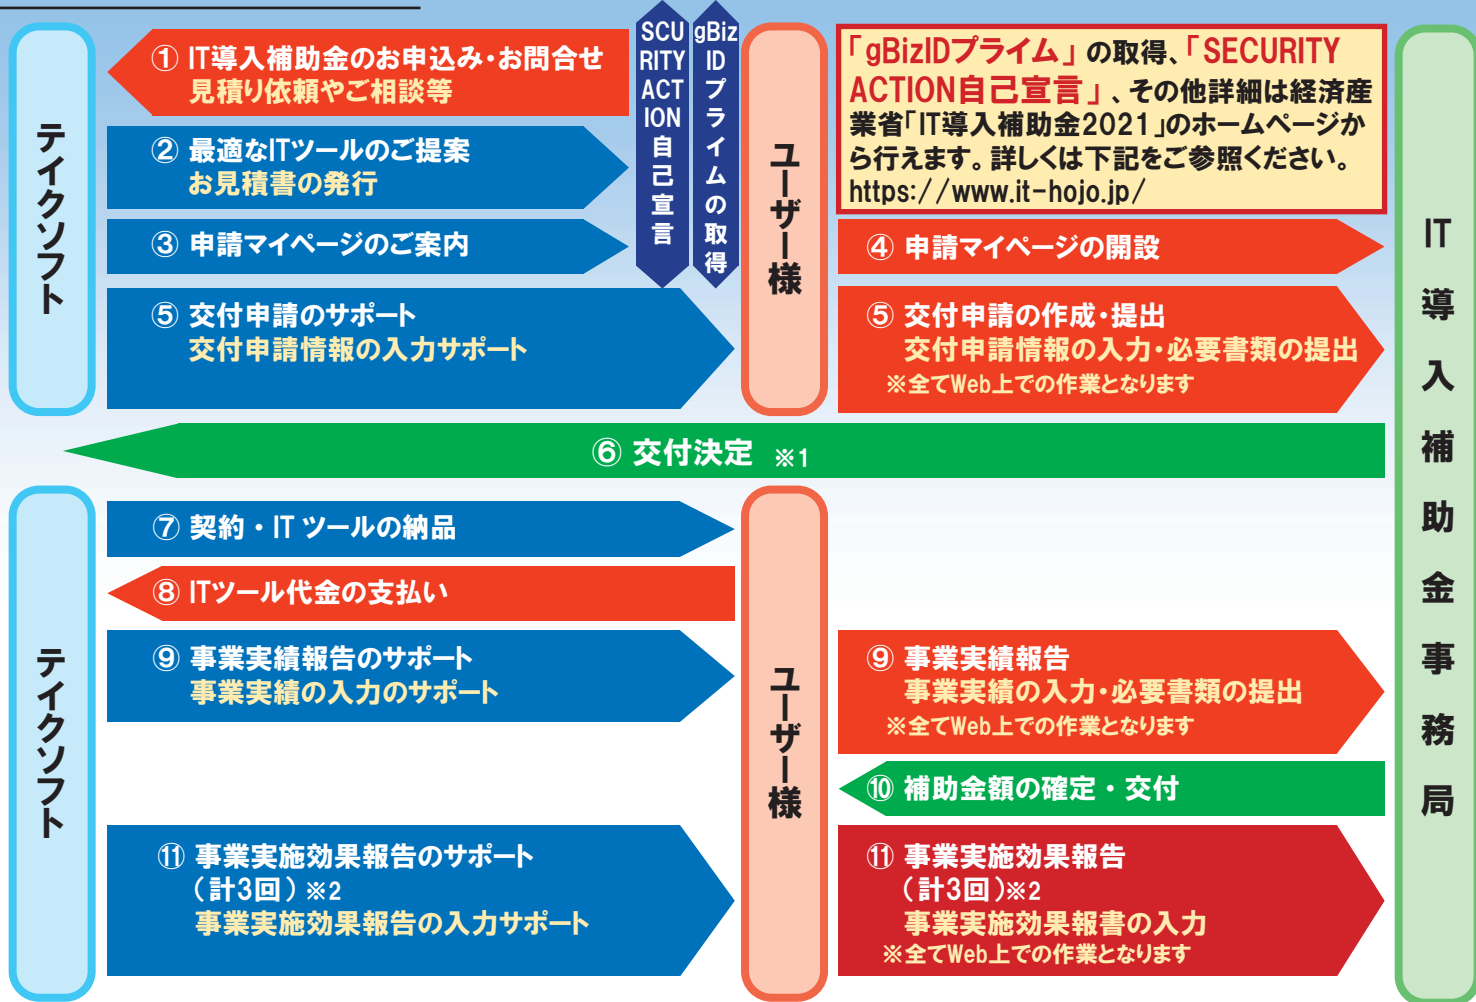 テイクソフト
① IT導入補助金のお申込み・お問合せ
見積り依頼やご相談等
② 最適なITツールのご提案
お見積書の発行
③ 申請マイページのご案内
⑤ 交付申請のサポート
交付申請情報の入力サポート
SCU
RITY
ACT
ION
自己宣言
gBiz
ID
プライムの取得
ユーザー様
「gBizIDプライム」の取得、「SECURITY
ACTION自己宣言」、その他詳細は経済産
業省「IT導入補助金2021」のホームページか
ら行えます。詳しくは下記をご参照ください。
https://www.it-hojo.jp/
④ 申請マイページの開設
⑤ 交付申請の作成・提出
交付申請情報の入力・必要書類の提出
※全てWeb上での作業となります
IT導入補助金事務局
⑥ 交付決定 ※1
テイクソフト
⑦ 契約・ITツールの納品
⑧ ITツール代金の支払い
⑨ 事業実績報告のサポート
事業実績の入力のサポート
⑪ 事業実施効果報告のサポート
(計3回)※2
事業実施効果報告の入力サポート
ユーザー様
⑨ 事業実績報告
事業実績の入力・必要書類の提出
※全てWeb上での作業となります
⑩ 補助金額の確定・交付
⑪ 事業実施効果報告
(計3回)※2
事業実施効果報書の入力
※全てWeb上での作業となります